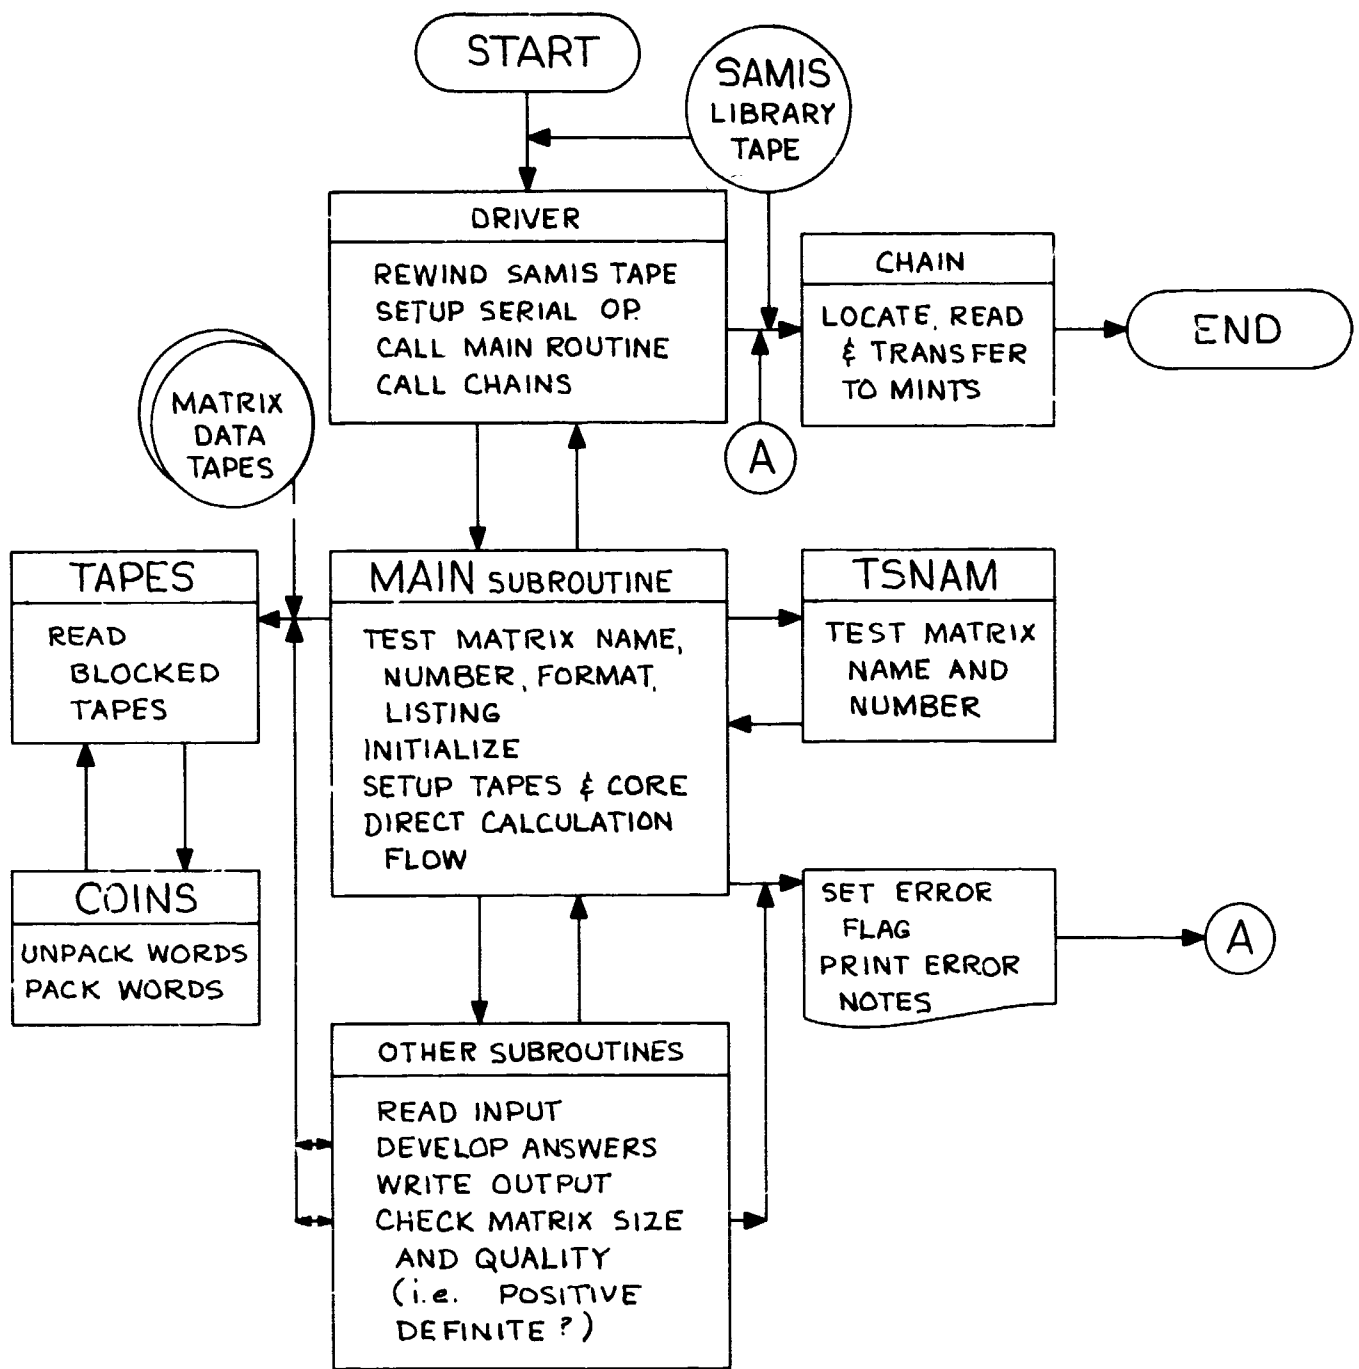 START
SAMIS
LIBRARY
TAPE
DRIVER
REWIND SAMIS TAPE
SETUP SERIAL OP.
CALL MAIN ROUTINE
CALL CHAINS
CHAIN
LOCATE, READ
& TRANSFER
TO MINTS
END
A
MATRIX
DATA
TAPES
TAPES
READ
BLOCKED
TAPES
MAIN SUBROUTINE
TEST MATRIX NAME,
NUMBER, FORMAT,
LISTING
INITIALIZE
SETUP TAPES & CORE
DIRECT CALCULATION
FLOW
TSNAM
TEST MATRIX
NAME AND
NUMBER
COINS
UNPACK WORDS
PACK WORDS
SET ERROR
FLAG
PRINT ERROR
NOTES
A
OTHER SUBROUTINES
READ INPUT
DEVELOP ANSWERS
WRITE OUTPUT
CHECK MATRIX SIZE
AND QUALITY
(i.e. POSITIVE
DEFINITE ?)